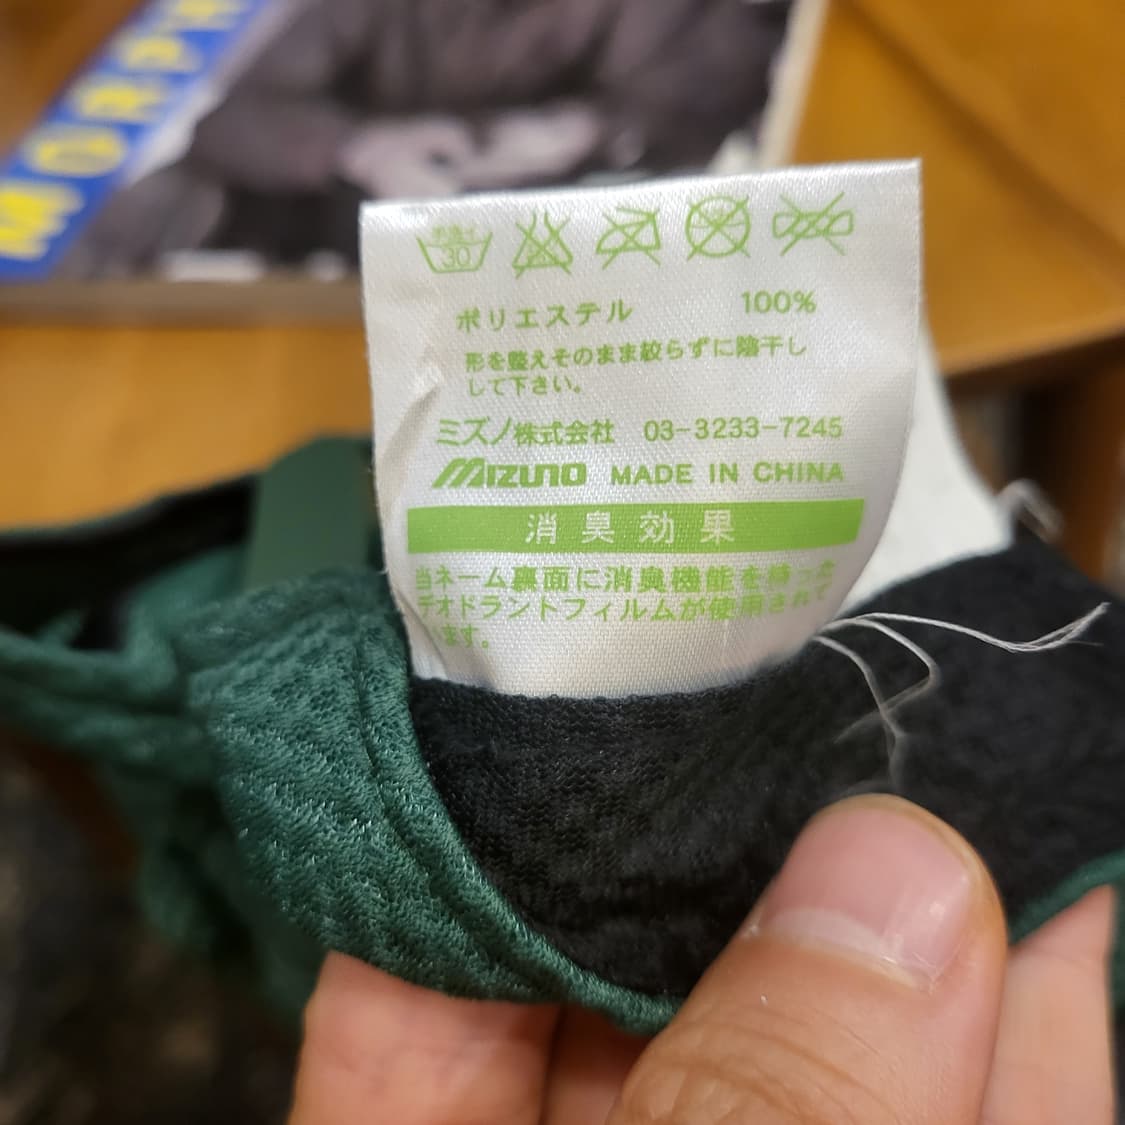 MORPH
手洗イ
30
ポリエステル 100%
形を整えそのまま絞らずに陰干し
して下さい。
ミズノ株式会社 03-3233-7245
MIZUNO MADE IN CHINA
消臭効果
当ネーム裏面に消臭機能を持った
デオドラントフィルムが使用されて
います。